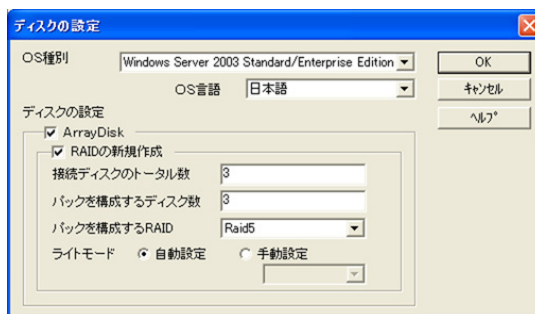 ディスクの設定
OS種別 Windows Server 2003 Standard/Enterprise Edition
OK
OS言語 日本語
キャンセル
ディスクの設定
ヘルプ
ArrayDisk
RAIDの新規作成
接続ディスクのトータル数 3
パックを構成するディスク数 3
パックを構成するRAID Raid5
ライトモード 自動設定 手動設定